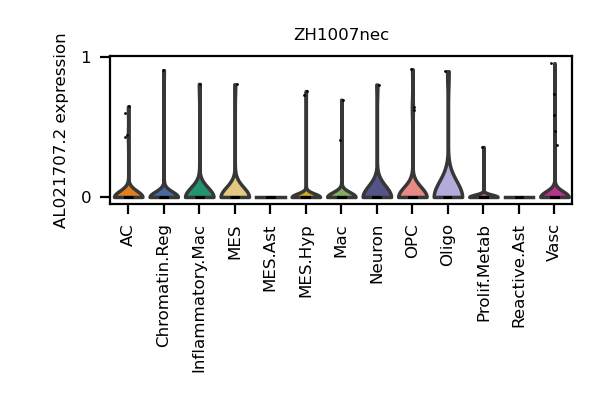 ZH1007nec
AL021707.2 expression
1
0
AC
Chromatin.Reg
Inflammatory.Mac
MES
MES.Ast
MES.Hyp
Mac
Neuron
OPC
Oligo
Prolif.Metab
Reactive.Ast
Vasc